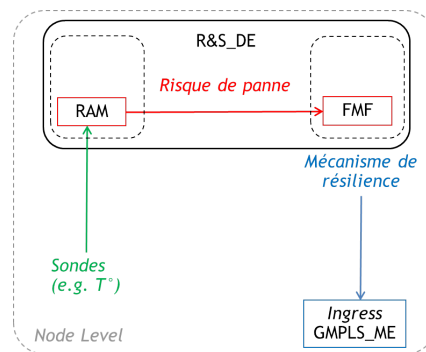 R&S_DE
Risque de panne
RAM
FMF
Mécanisme de
résilience
Sondes
(e.g. T°)
Ingress
GMPLS_ME
Node Level